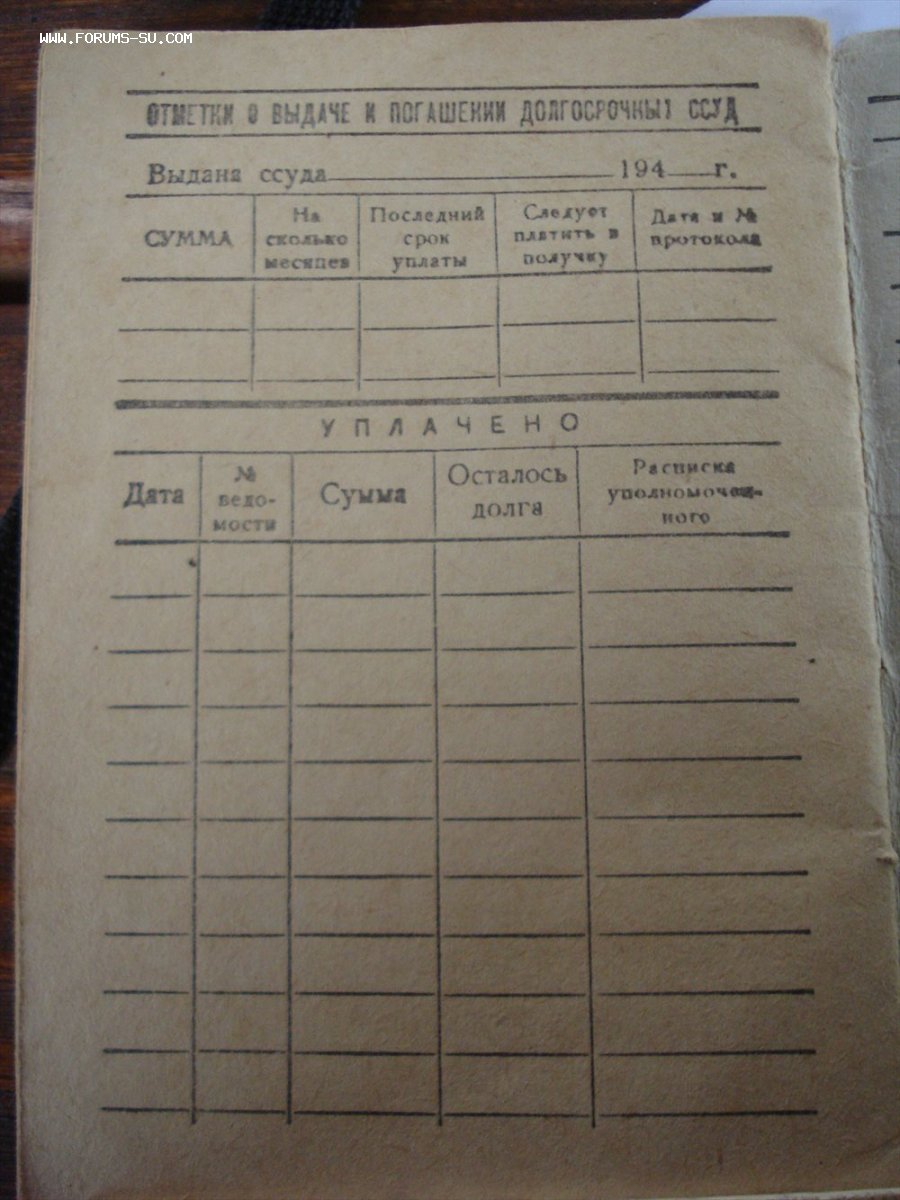 WWW.FORUMS-SU.COM
ОТМЕТКИ О ВЫДАЧЕ И ПОГАШЕНИИ ДОЛГОСРОЧНЫХ ССУД
Выдана ссуда 194 г.
СУММА
На
сколько
месяцев
Последний
срок
уплаты
Следует
платить в
получку
Дата и №
протокола
УПЛАЧЕНО
Дата
№
ведо-
мости
Сумма
Осталось
долга
Расписка
уполномочен-
ного